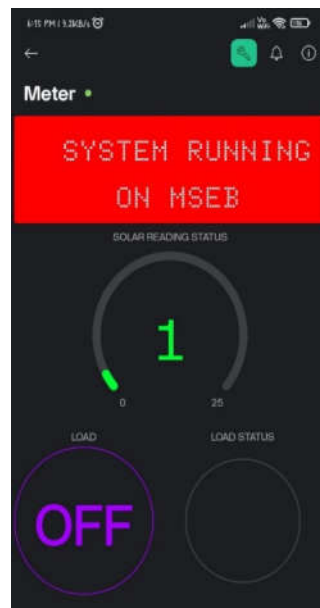 Meter
SYSTEM RUNNING
ON MSEB
SOLAR READING STATUS
1
0 25
LOAD LOAD STATUS
OFF